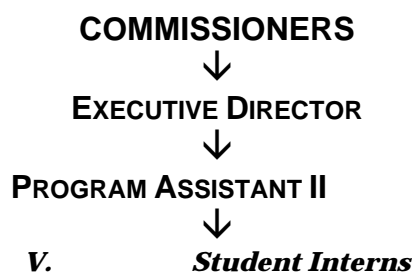 COMMISSIONERS
↓
EXECUTIVE DIRECTOR
↓
PROGRAM ASSISTANT II
↓
V. Student Interns